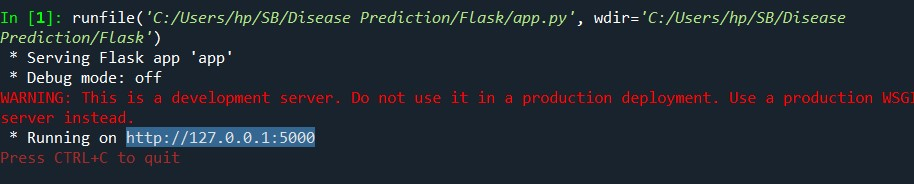 In [1]: runfile('C:/Users/hp/SB/Disease Prediction/Flask/app.py', wdir='C:/Users/hp/SB/Disease
Prediction/Flask')
 * Serving Flask app 'app'
 * Debug mode: off
WARNING: This is a development server. Do not use it in a production deployment. Use a production WSGI
server instead.
 * Running on http://127.0.0.1:5000
Press CTRL+C to quit